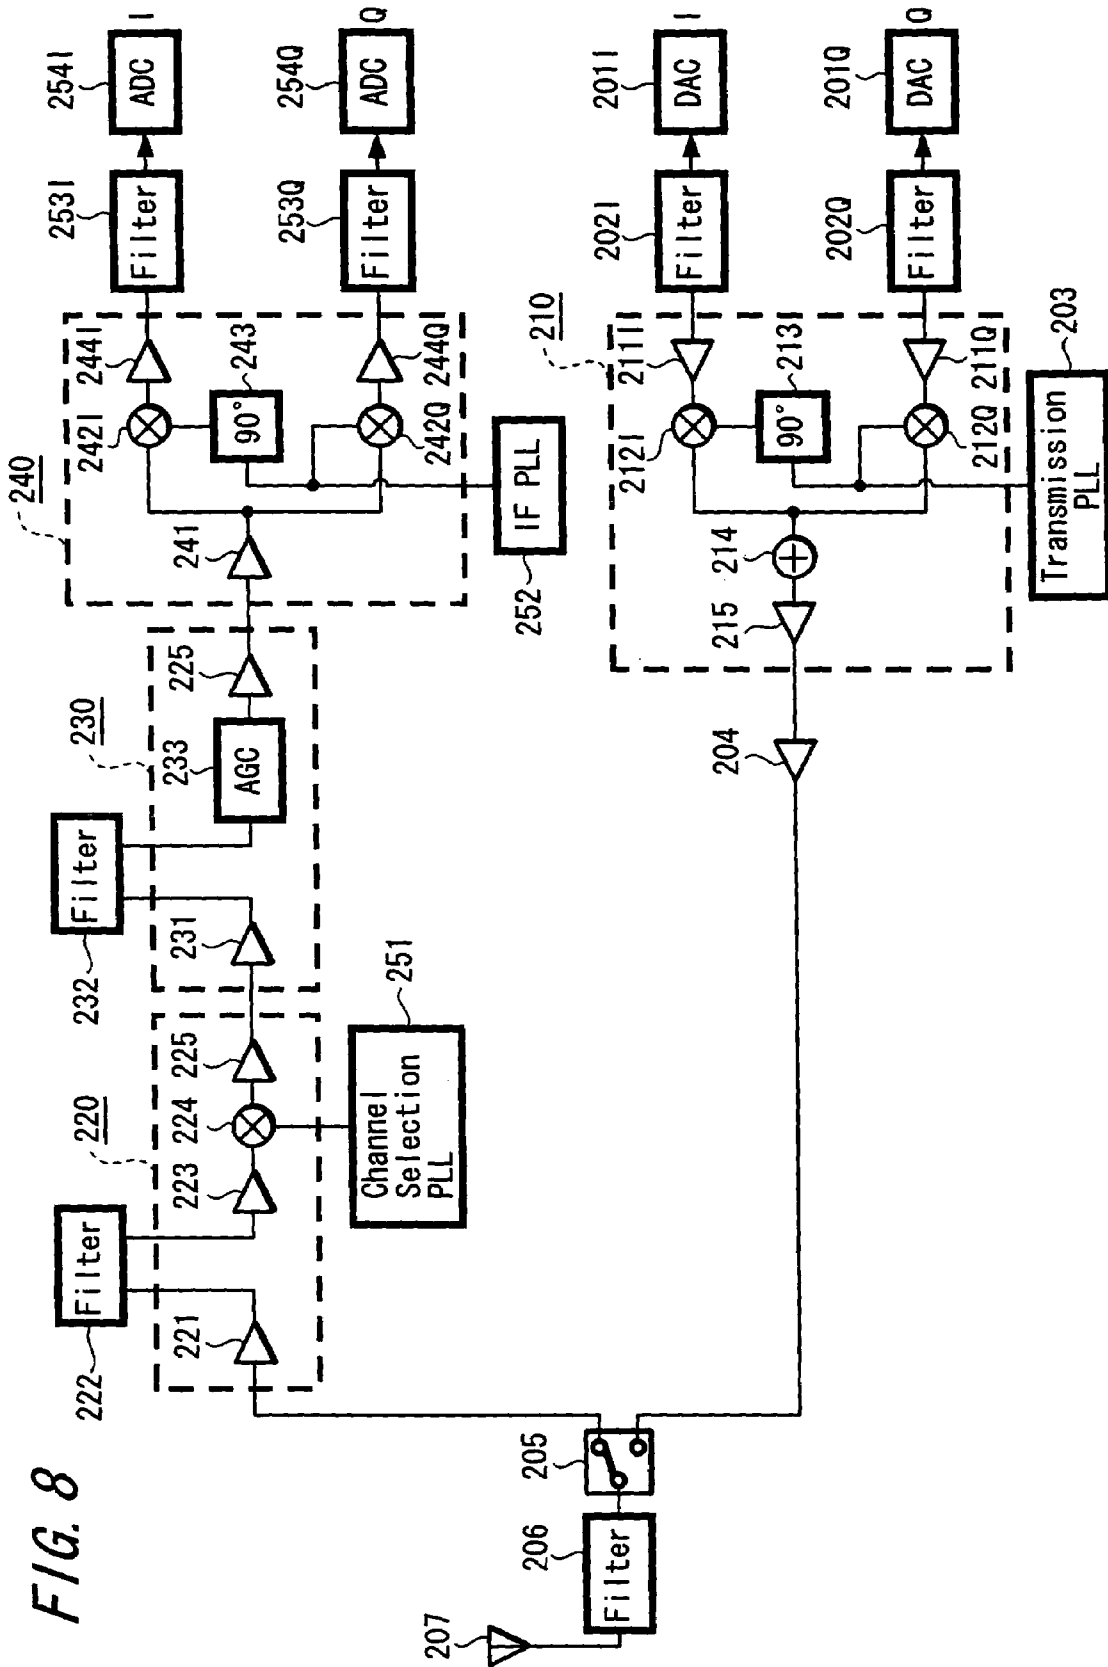 FIG. 8
207
206
Filter
205
222
Filter
220
221
223
224
225
Channel
Selection
PLL
251
232
Filter
230
231
233
AGC
225
240
241
242I
244I
253I
Filter
254I
ADC
I
90°
243
242Q
244Q
253Q
Filter
254Q
ADC
Q
IF PLL
252
204
210
215
214
212I
211I
202I
Filter
201I
DAC
I
90°
213
212Q
211Q
202Q
Filter
201Q
DAC
Q
Transmission
PLL
203